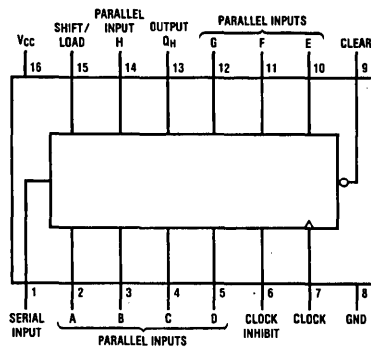 PARALLEL INPUTS
PARALLEL
SHIFT/ INPUT OUTPUT
VCC LOAD H QH G F E CLEAR
16 15 14 13 12 11 10 9
1 2 3 4 5 6 7 8
SERIAL A B C D CLOCK CLOCK GND
INPUT INHIBIT
PARALLEL INPUTS